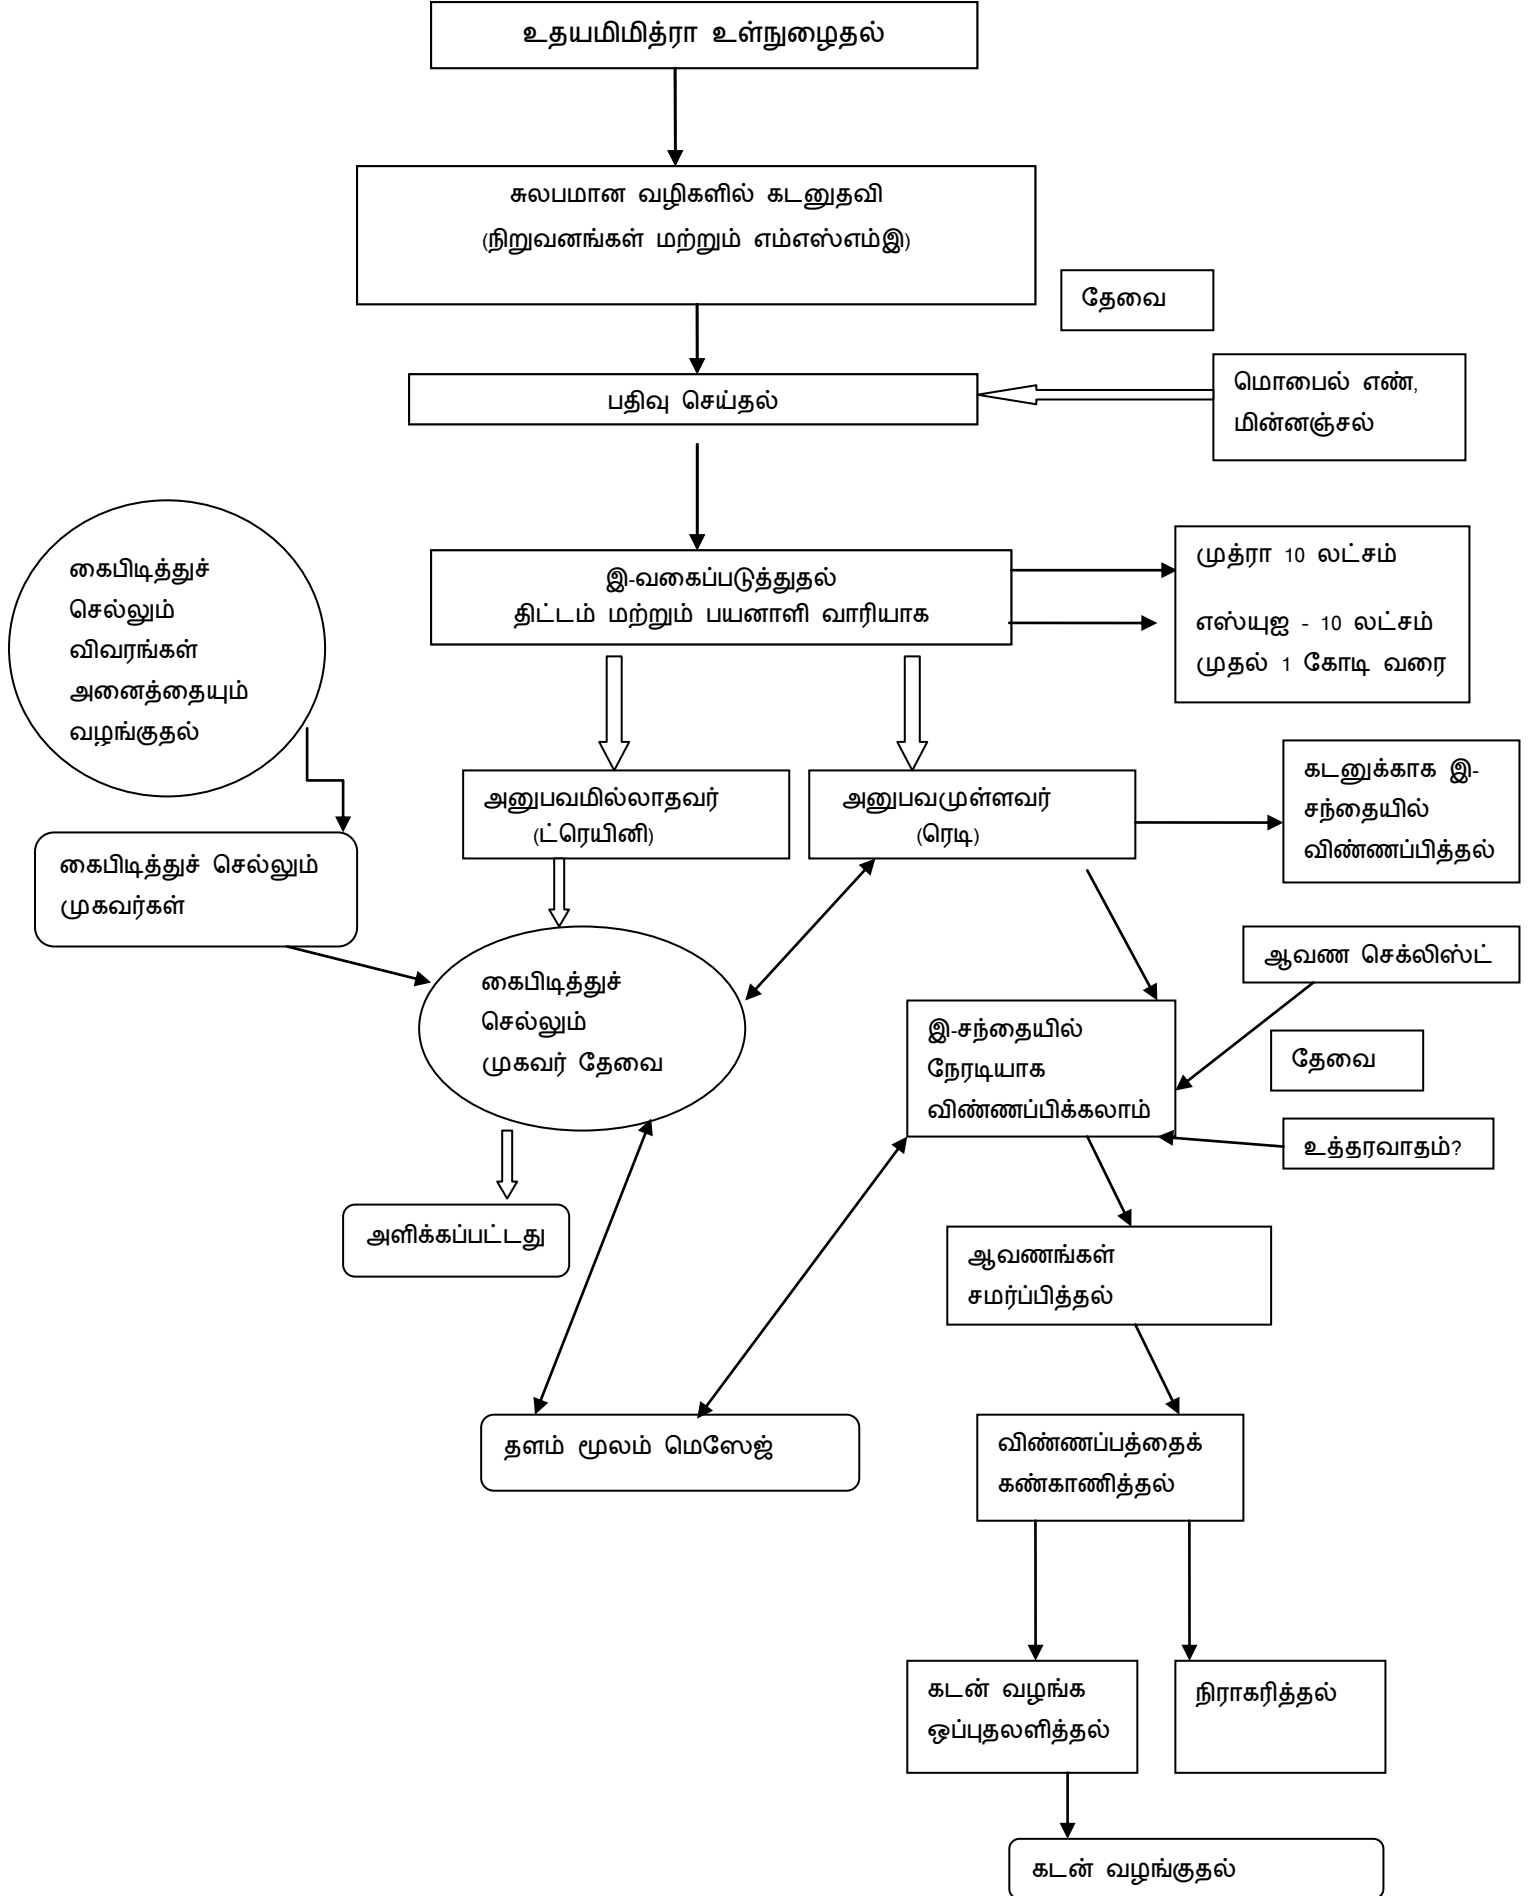 உதயமிமித்ரா உள்நுழைதல்
சுலபமான வழிகளில் கடனுதவி
(நிறுவனங்கள் மற்றும் எம்எஸ்எம்இ)
தேவை
பதிவு செய்தல்
மொபைல் எண்,
மின்னஞ்சல்
கைபிடித்துச்
செல்லும்
விவரங்கள்
அனைத்தையும்
வழங்குதல்
இ-வகைப்படுத்துதல்
திட்டம் மற்றும் பயனாளி வாரியாக
முத்ரா 10 லட்சம்
எஸ்யுஐ - 10 லட்சம்
முதல் 1 கோடி வரை
அனுபவமில்லாதவர்
(ட்ரெயினி)
அனுபவமுள்ளவர்
(ரெடி)
கடனுக்காக இ-
சந்தையில்
விண்ணப்பித்தல்
கைபிடித்துச் செல்லும்
முகவர்கள்
கைபிடித்துச்
செல்லும்
முகவர் தேவை
ஆவண செக்லிஸ்ட்
இ-சந்தையில்
நேரடியாக
விண்ணப்பிக்கலாம்
தேவை
உத்தரவாதம்?
அளிக்கப்பட்டது
ஆவணங்கள்
சமர்ப்பித்தல்
தளம் மூலம் மெஸேஜ்
விண்ணப்பத்தைக்
கண்காணித்தல்
கடன் வழங்க
ஒப்புதலளித்தல்
நிராகரித்தல்
கடன் வழங்குதல்